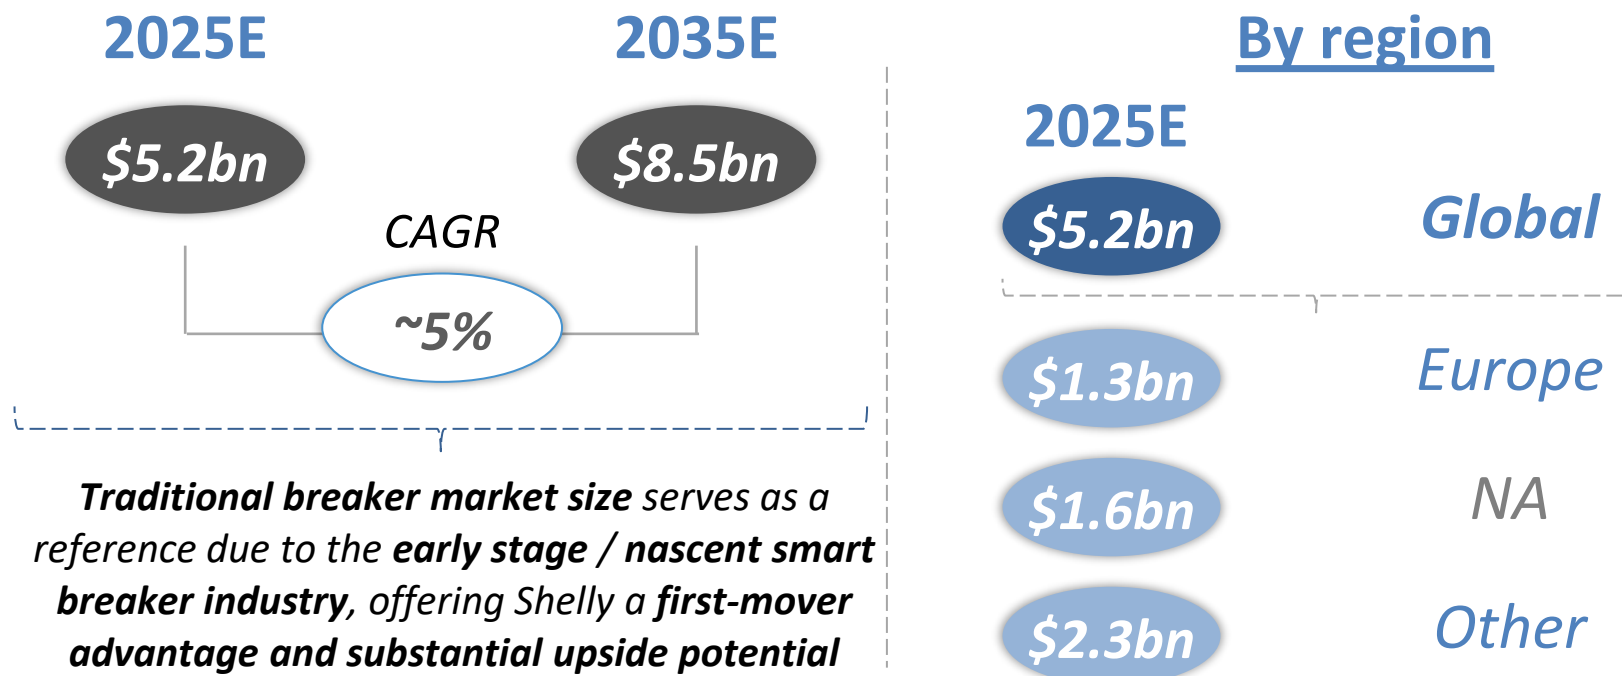 2025E
2035E
$5.2bn
$8.5bn
CAGR
~5%
Traditional breaker market size serves as a
reference due to the early stage / nascent smart
breaker industry, offering Shelly a first-mover
advantage and substantial upside potential
By region
2025E
$5.2bn
Global
$1.3bn
Europe
$1.6bn
NA
$2.3bn
Other